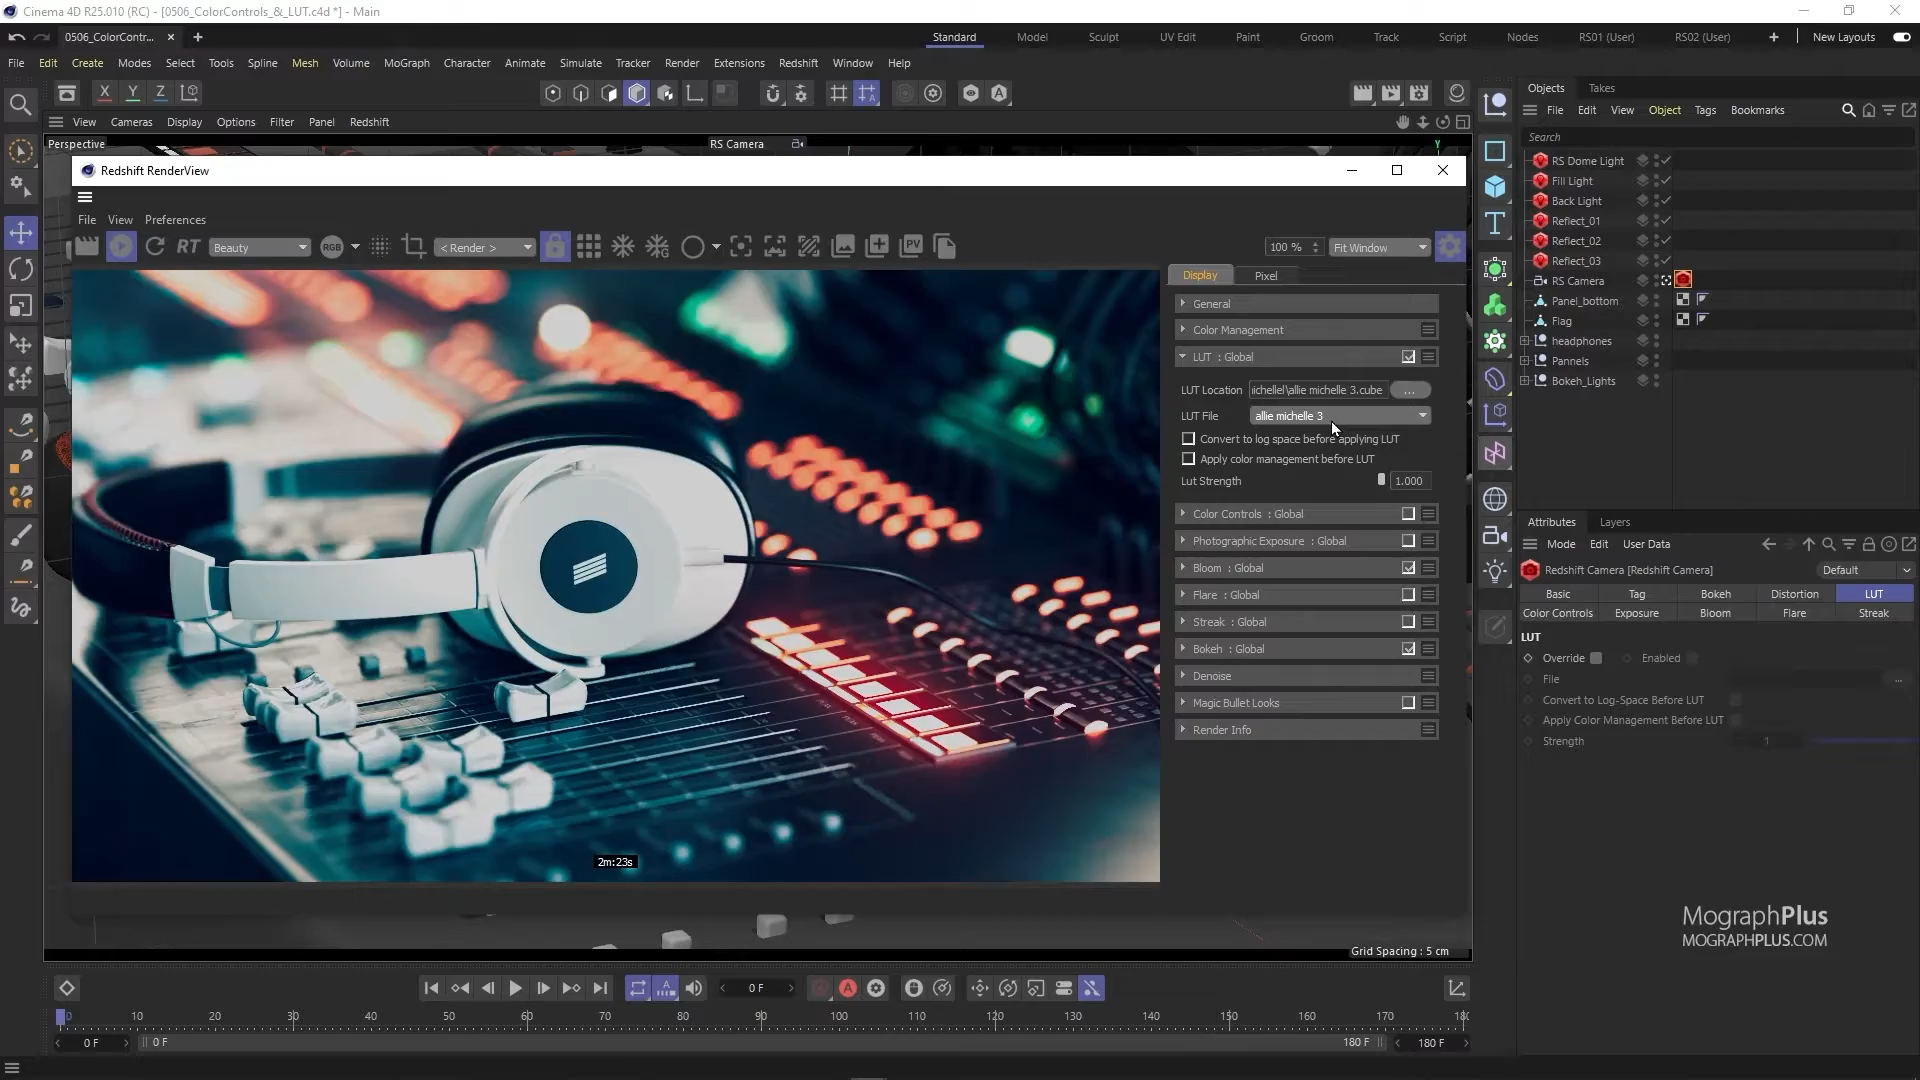 Cinema 4D R25.010 (RC) - [0506_ColorControls_&_LUT.c4d *] - Main
0506_ColorContr... × +
Standard Model Sculpt UV Edit Paint Groom Track Script Nodes RS01 (User) RS02 (User) + New Layouts
File Edit Create Modes Select Tools Spline Mesh Volume MoGraph Character Animate Simulate Tracker Render Extensions Redshift Window Help
X Y Z
View Cameras Display Options Filter Panel Redshift
Perspective
RS Camera
Y
Redshift RenderView
File View Preferences
RT Beauty RGB < Render > PV 100 % Fit Window
Display Pixel
General
Color Management
LUT : Global
LUT Location ichellel\allie michelle 3.cube ...
LUT File allie michelle 3
Convert to log space before applying LUT
Apply color management before LUT
Lut Strength 1.000
Color Controls : Global
Photographic Exposure : Global
Bloom : Global
Flare : Global
Streak : Global
Bokeh : Global
Denoise
Magic Bullet Looks
Render Info
2m:23s
Grid Spacing : 5 cm
Objects Takes
File Edit View Object Tags Bookmarks
Search
RS Dome Light
Fill Light
Back Light
Reflect_01
Reflect_02
Reflect_03
RS Camera
Panel_bottom
Flag
headphones
Pannels
Bokeh_Lights
Attributes Layers
Mode Edit User Data
Redshift Camera [Redshift Camera] Default
Basic Tag Bokeh Distortion LUT
Color Controls Exposure Bloom Flare Streak
LUT
Override Enabled
File ...
Convert to Log-Space Before LUT
Apply Color Management Before LUT
Strength 1
MographPlus
MOGRAPHPLUS.COM
0 F
0 10 20 30 40 50 60 70 80 90 100 110 120 130 140 150 160 170
0 F 0 F 180 F 180 F